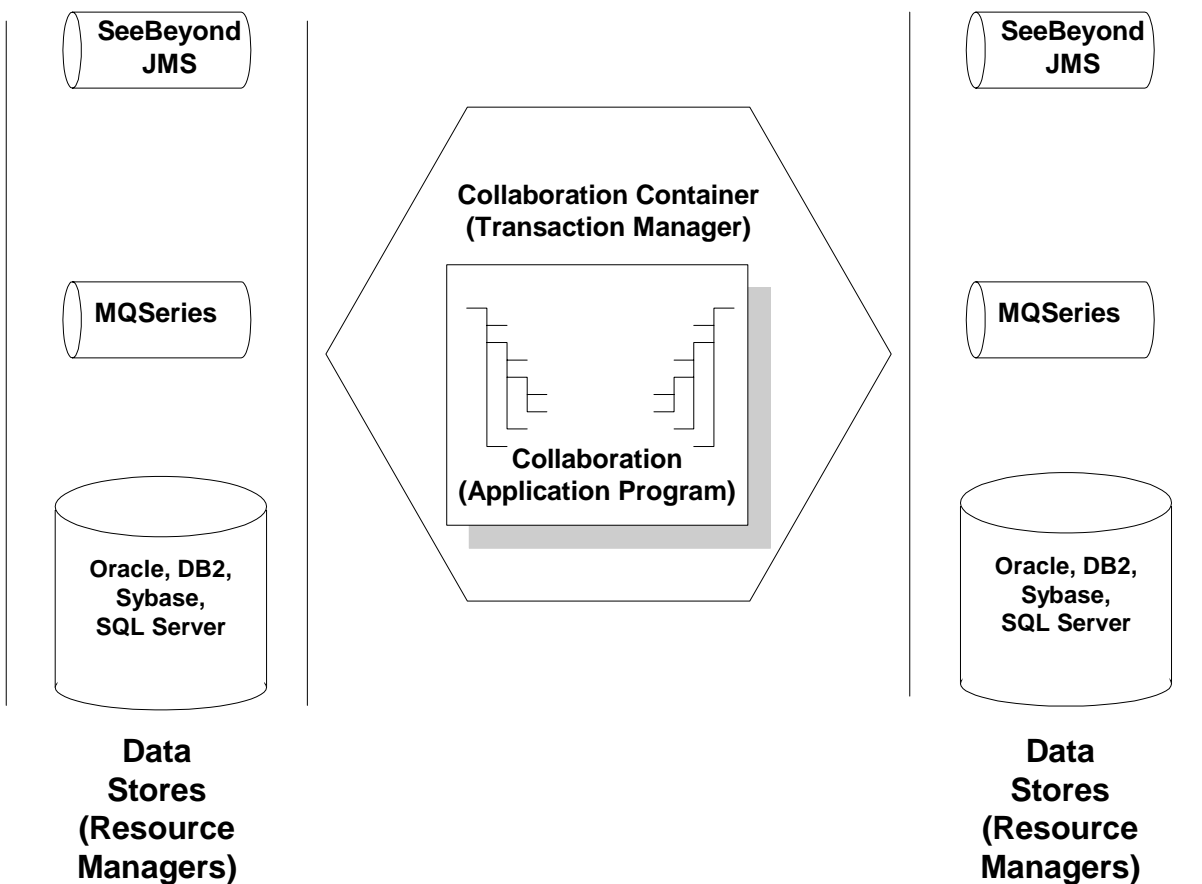 SeeBeyond
JMS
MQSeries
Oracle, DB2,
Sybase,
SQL Server
Data
Stores
(Resource
Managers)
Collaboration Container
(Transaction Manager)
Collaboration
(Application Program)
SeeBeyond
JMS
MQSeries
Oracle, DB2,
Sybase,
SQL Server
Data
Stores
(Resource
Managers)